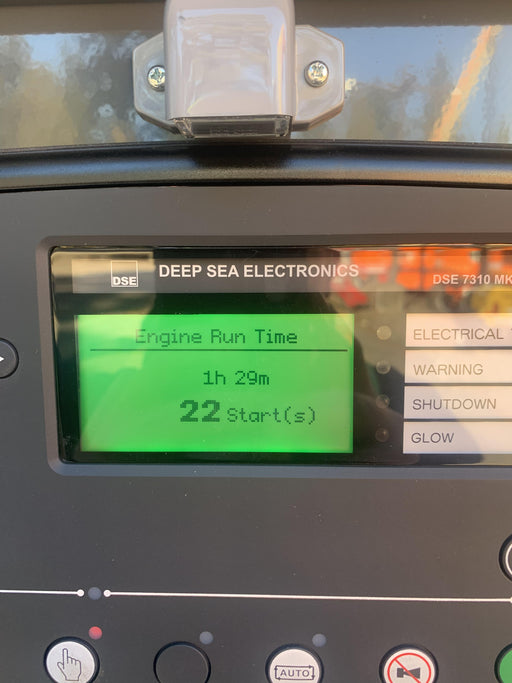 DSE
DEEP SEA ELECTRONICS
DSE 7310 MK
Engine Run Time
1h 29m
22 Start(s)
ELECTRICAL
WARNING
SHUTDOWN
GLOW
AUTO